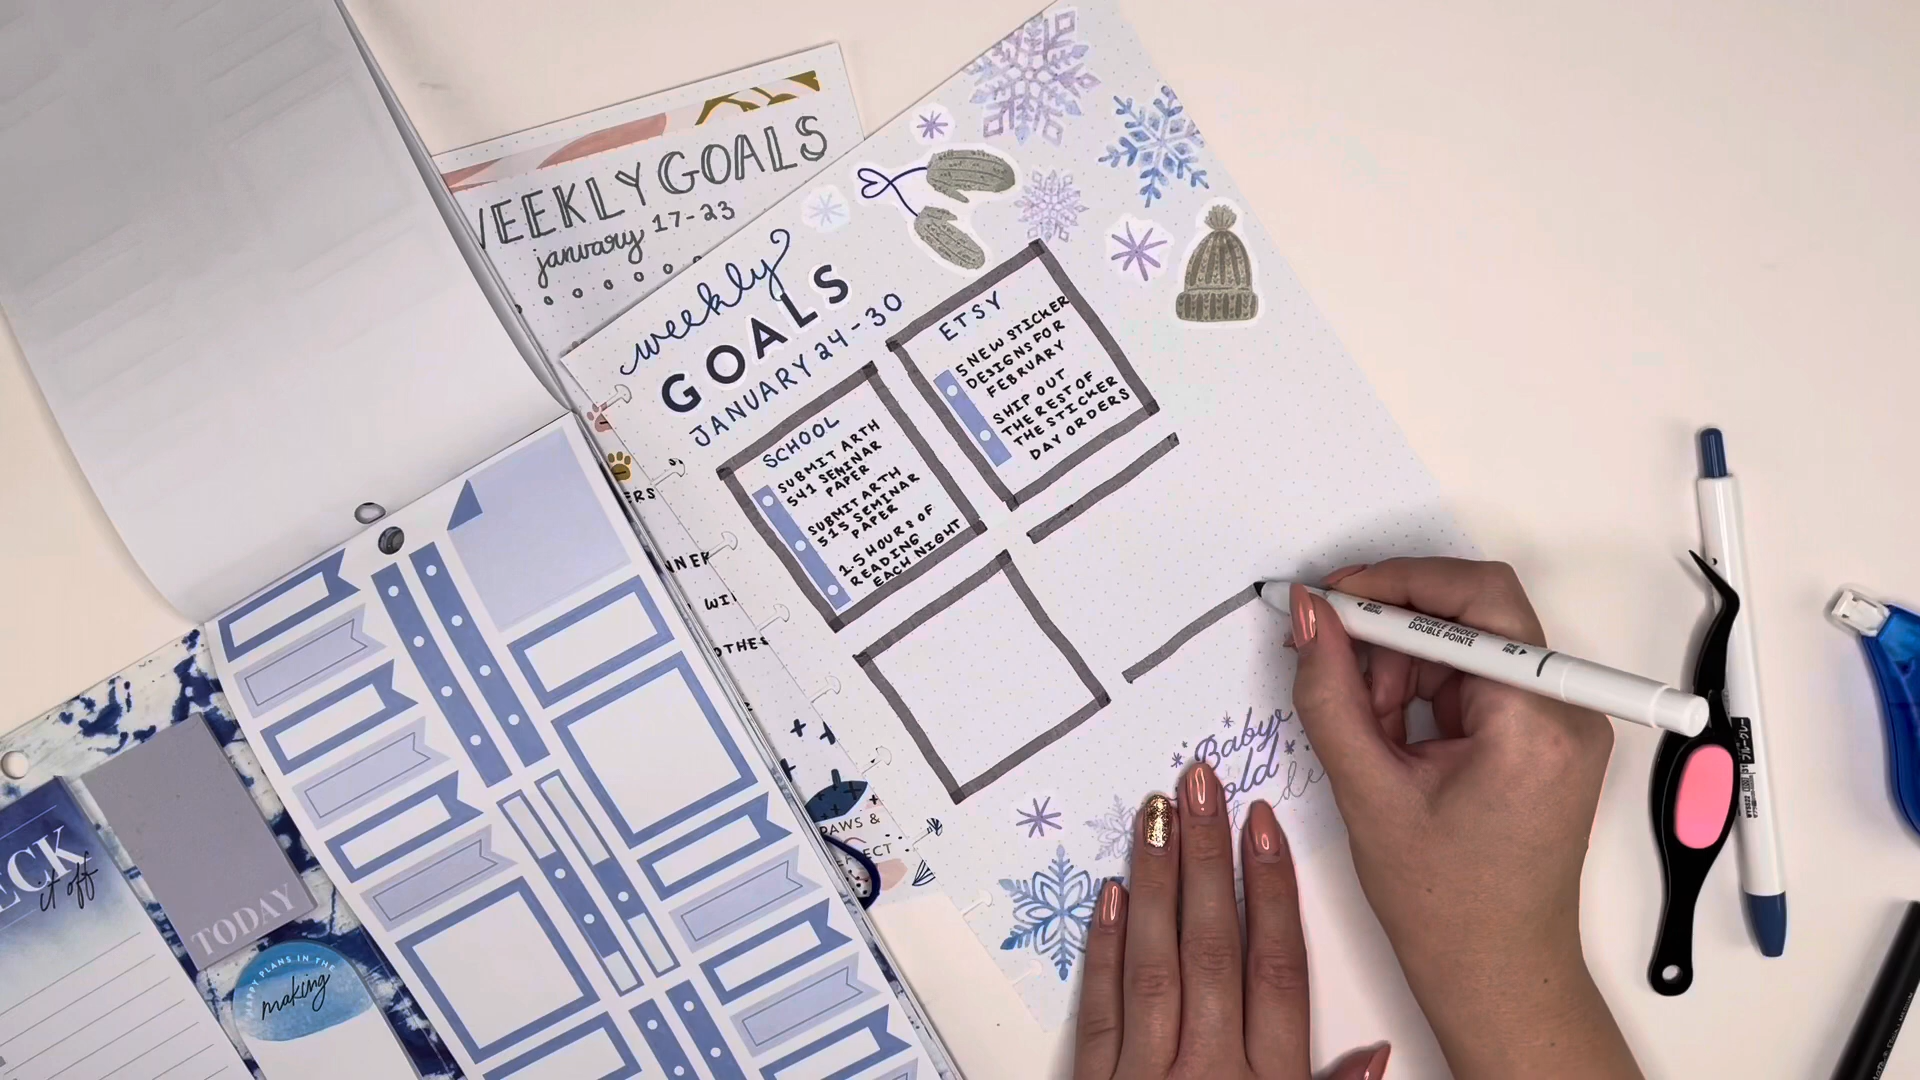 WEEKLY GOALS
january 17-23
weekly
GOALS
JANUARY 24-30
SCHOOL
SUBMIT ARTH
541 SEMINAR
PAPER
SUBMIT ARTH
515 SEMINAR
PAPER
1.5 HOURS OF
READING
EACH NIGHT
ETSY
5 NEW STICKER
DESIGNS FOR
FEBRUARY
SHIP OUT
THE REST OF
THE STICKER
DAY ORDERS
Baby
DOUBLE ENDED
DOUBLE POINTE
FINE
PAWS &
it off
TODAY
HAPPY PLANS IN THE
making